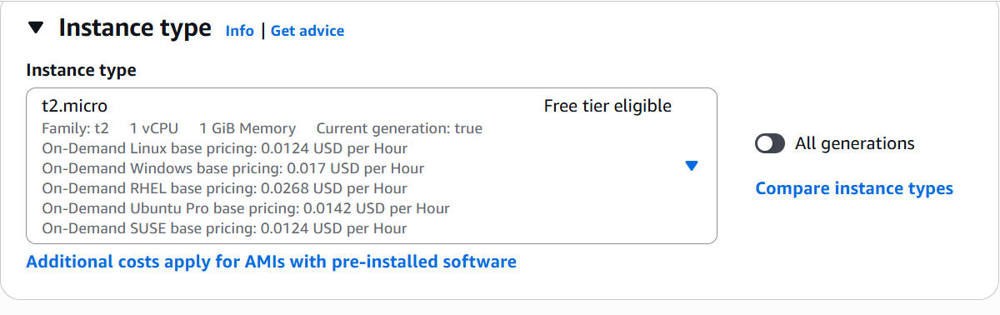 Instance type Info | Get advice
Instance type
t2.micro Free tier eligible
Family: t2 1 vCPU 1 GiB Memory Current generation: true
On-Demand Linux base pricing: 0.0124 USD per Hour
On-Demand Windows base pricing: 0.017 USD per Hour
On-Demand RHEL base pricing: 0.0268 USD per Hour
On-Demand Ubuntu Pro base pricing: 0.0142 USD per Hour
On-Demand SUSE base pricing: 0.0124 USD per Hour
All generations
Compare instance types
Additional costs apply for AMIs with pre-installed software